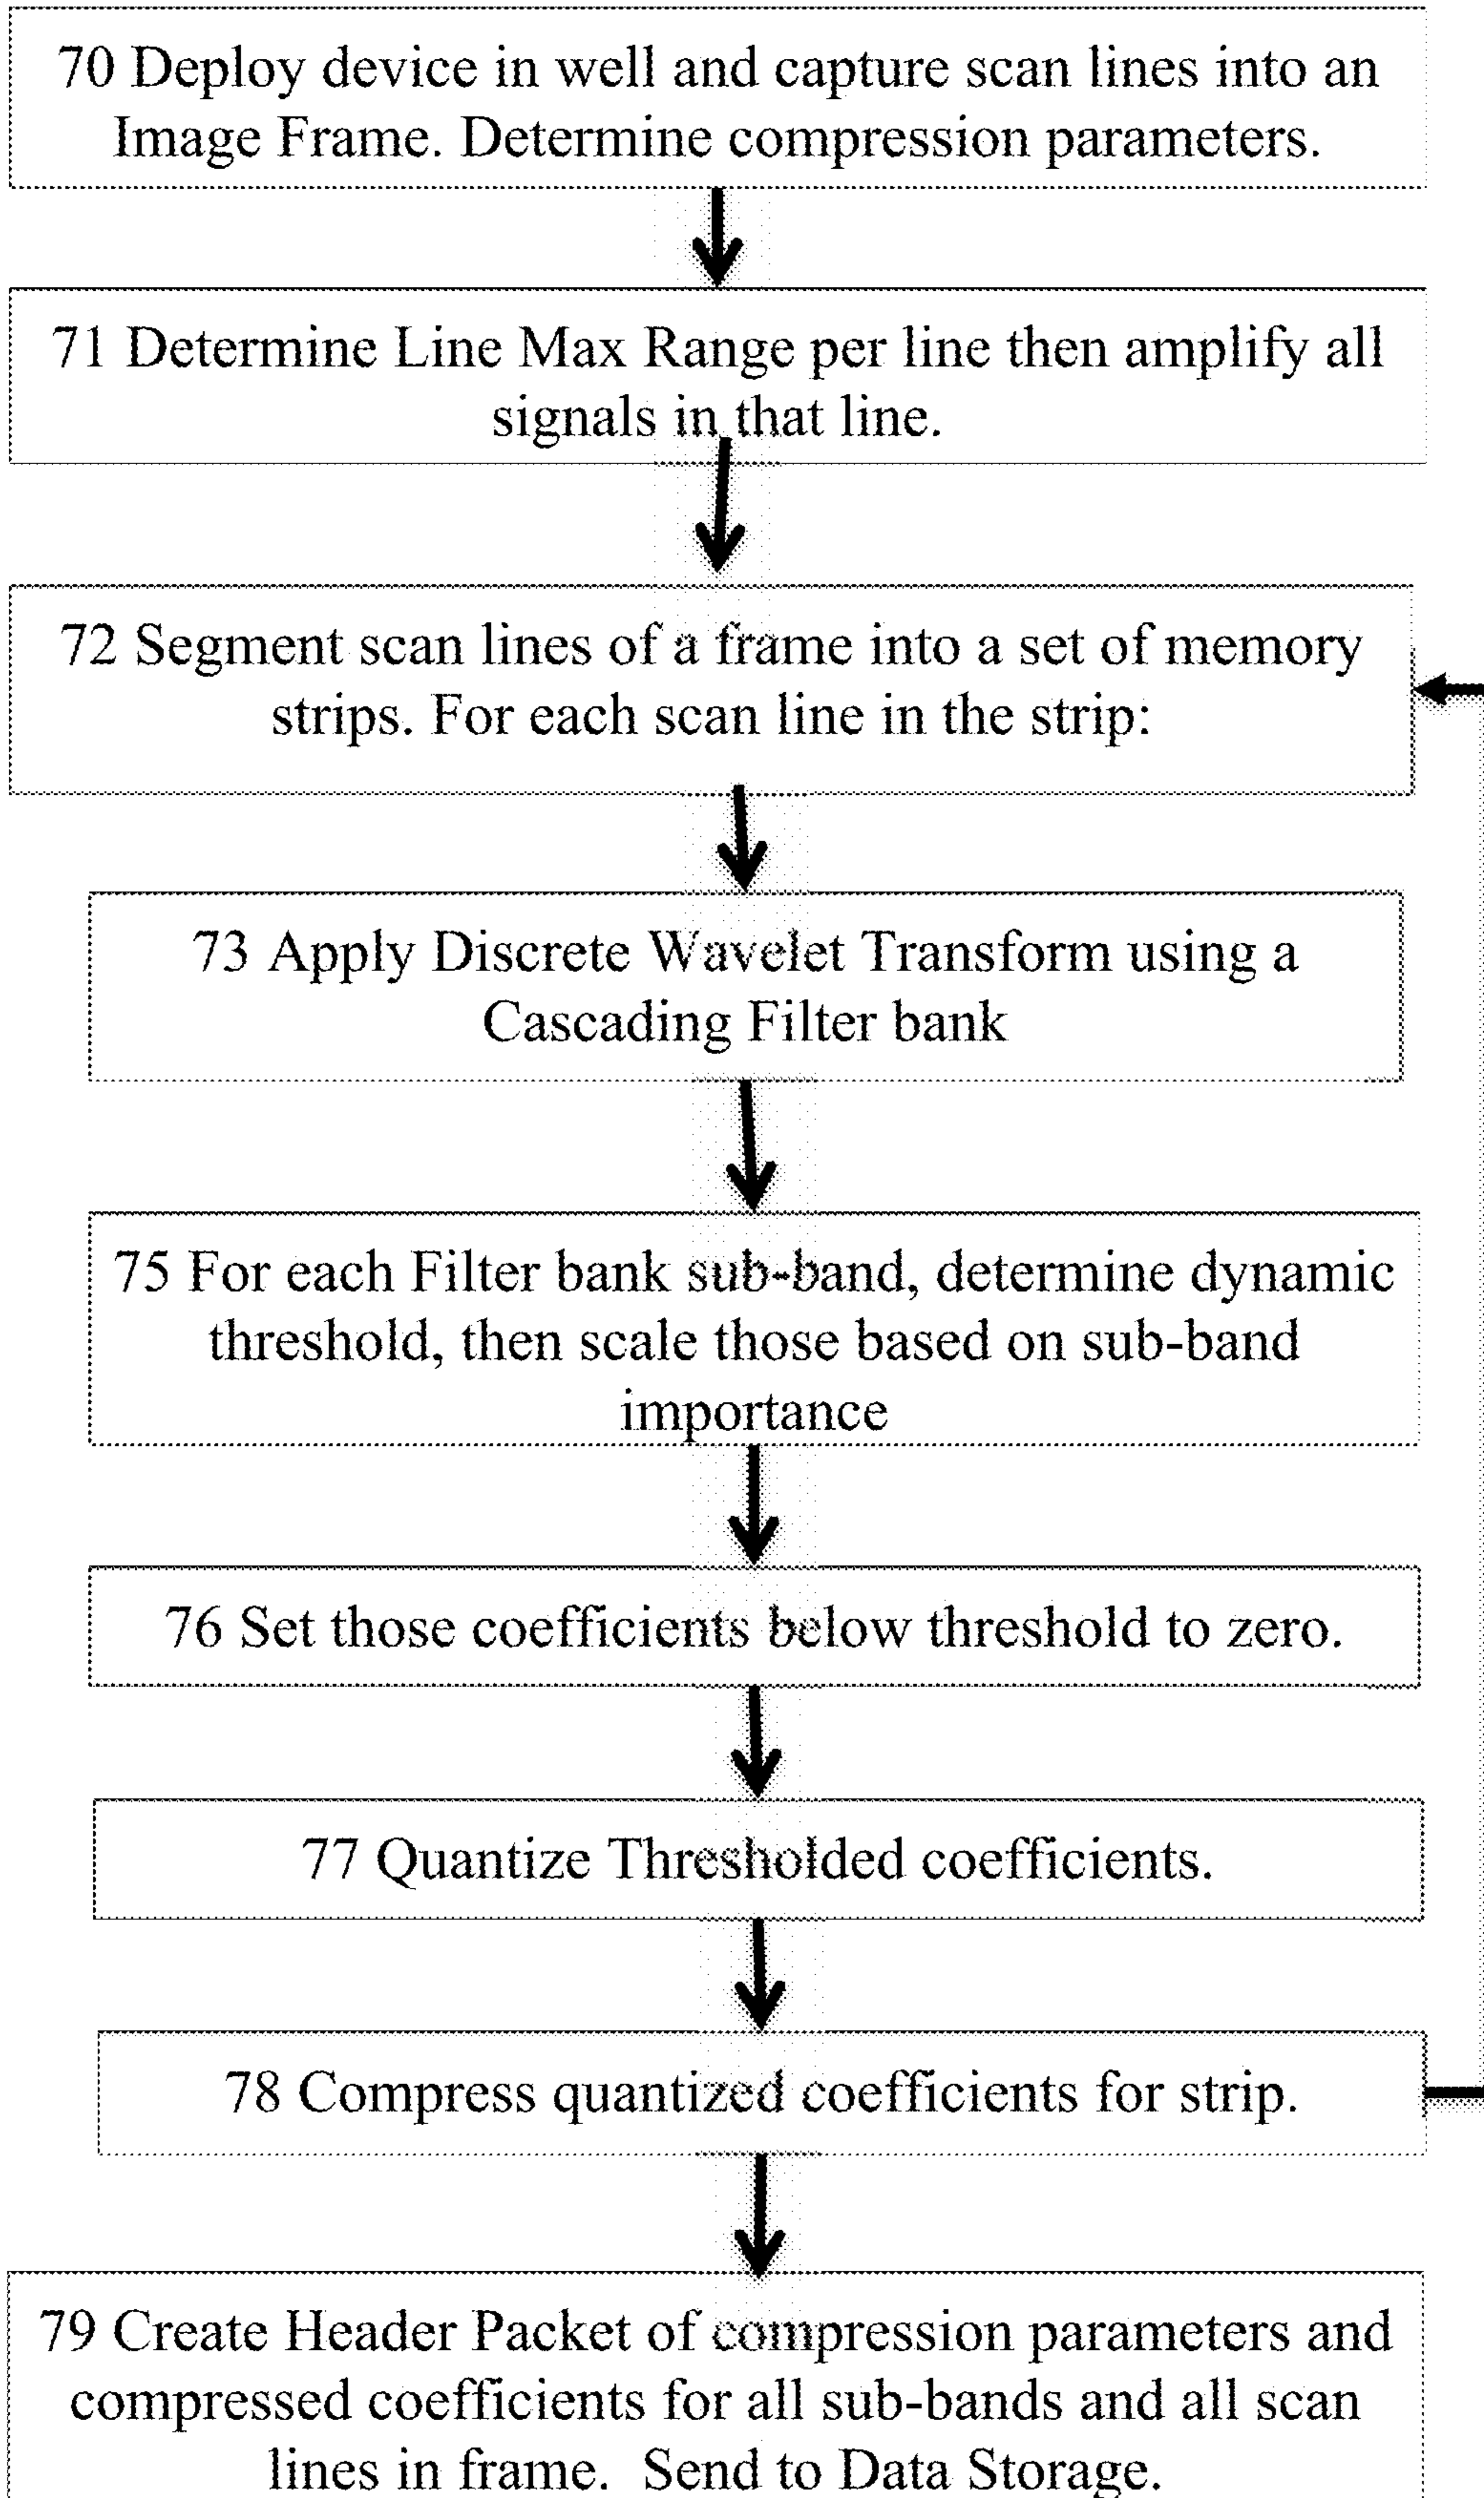 70 Deploy device in well and capture scan lines into an
Image Frame. Determine compression parameters.
71 Determine Line Max Range per line then amplify all
signals in that line.
72 Segment scan lines of a frame into a set of memory
strips. For each scan line in the strip:
73 Apply Discrete Wavelet Transform using a
Cascading Filter bank
75 For each Filter bank sub-band, determine dynamic
threshold, then scale those based on sub-band
importance
76 Set those coefficients below threshold to zero.
77 Quantize Thresholded coefficients.
78 Compress quantized coefficients for strip.
79 Create Header Packet of compression parameters and
compressed coefficients for all sub-bands and all scan
lines in frame. Send to Data Storage.